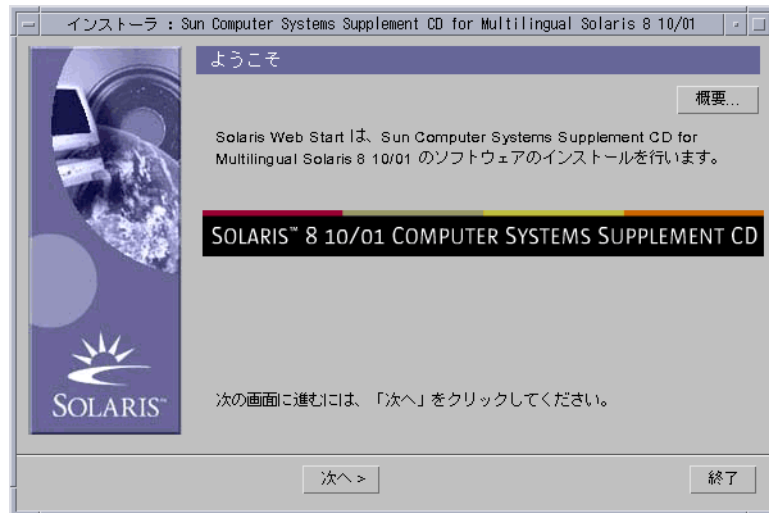 インストーラ : Sun Computer Systems Supplement CD for Multilingual Solaris 8 10/01
ようこそ
概要...
Solaris Web Start は、Sun Computer Systems Supplement CD for
Multilingual Solaris 8 10/01 のソフトウェアのインストールを行います。
SOLARIS™ 8 10/01 COMPUTER SYSTEMS SUPPLEMENT CD
次の画面に進むには、「次へ」をクリックしてください。
SOLARIS™
次へ >
終了